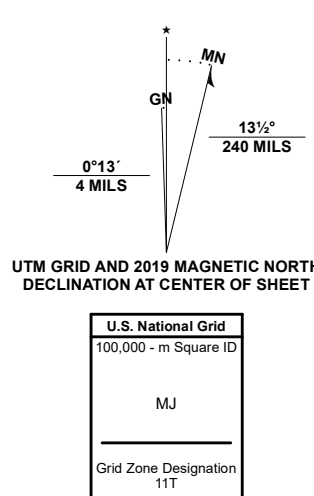 ★
MN
GN
13½°
240 MILS
0°13´
4 MILS
UTM GRID AND 2019 MAGNETIC NORTH
DECLINATION AT CENTER OF SHEET
U.S. National Grid
100,000 - m Square ID
MJ
Grid Zone Designation
11T